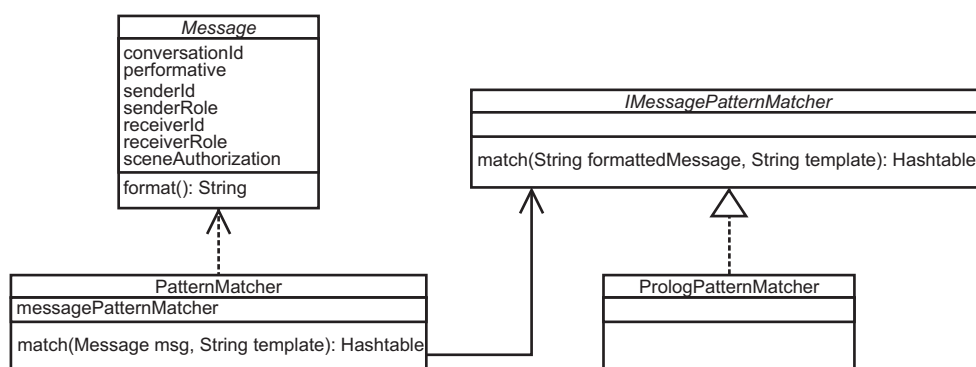 Message
conversationId
performative
senderId
senderRole
receiverId
receiverRole
sceneAuthorization
format(): String
IMessagePatternMatcher
match(String formattedMessage, String template): Hashtable
PatternMatcher
messagePatternMatcher
match(Message msg, String template): Hashtable
PrologPatternMatcher